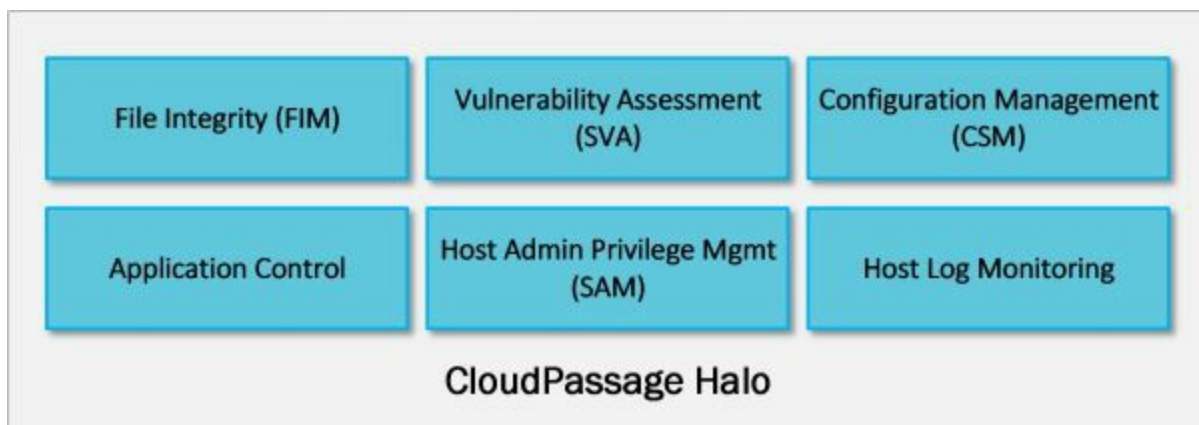 File Integrity (FIM)
Vulnerability Assessment
(SVA)
Configuration Management
(CSM)
Application Control
Host Admin Privilege Mgmt
(SAM)
Host Log Monitoring
CloudPassage Halo